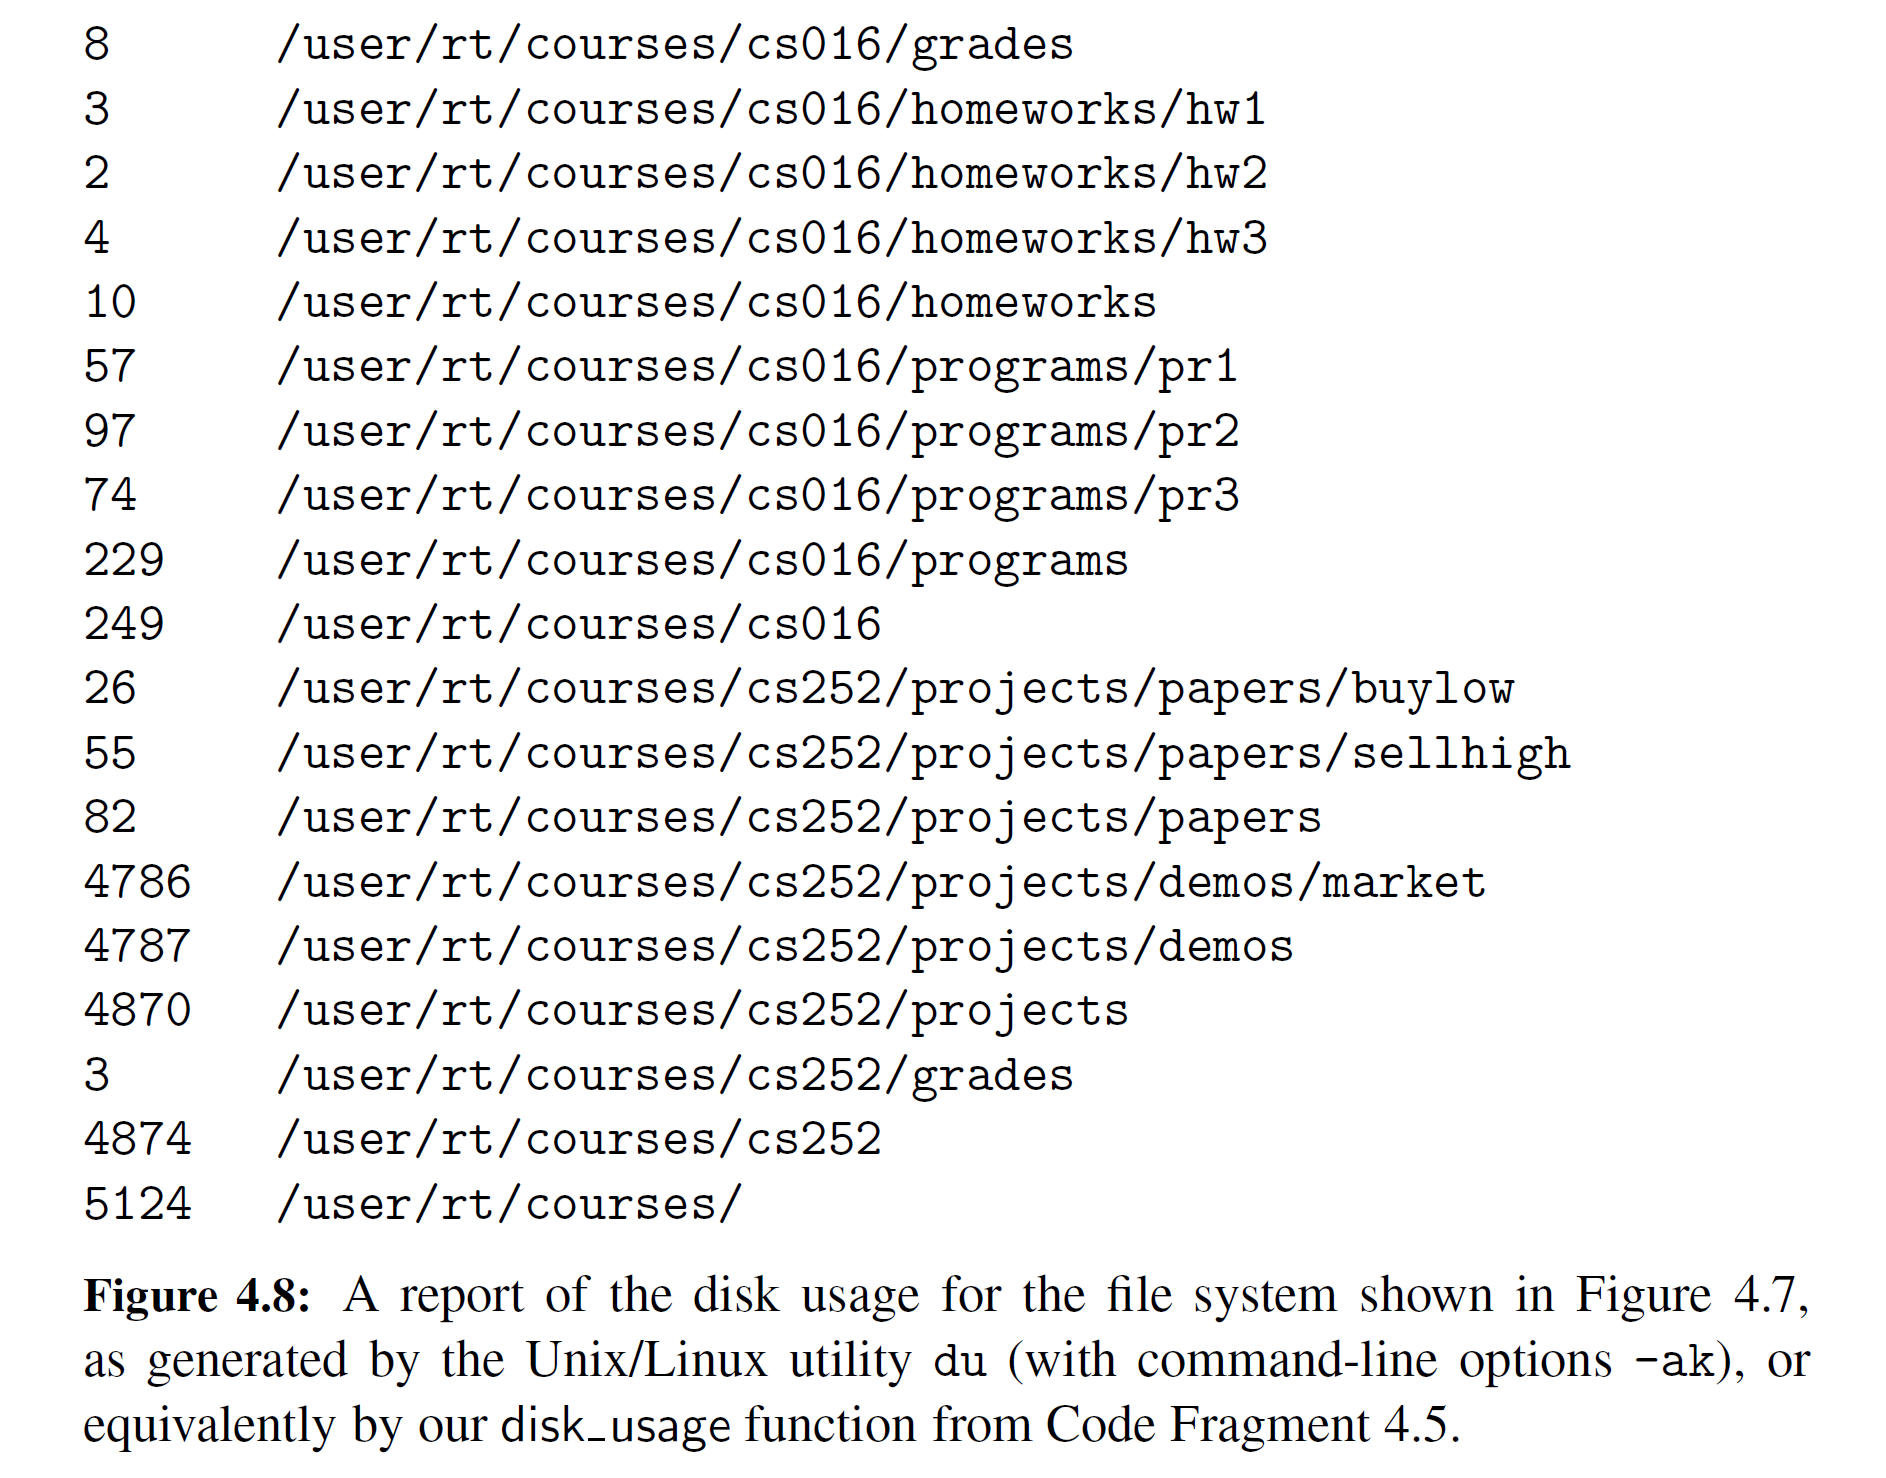 8 /user/rt/courses/cs016/grades
3 /user/rt/courses/cs016/homeworks/hw1
2 /user/rt/courses/cs016/homeworks/hw2
4 /user/rt/courses/cs016/homeworks/hw3
10 /user/rt/courses/cs016/homeworks
57 /user/rt/courses/cs016/programs/pr1
97 /user/rt/courses/cs016/programs/pr2
74 /user/rt/courses/cs016/programs/pr3
229 /user/rt/courses/cs016/programs
249 /user/rt/courses/cs016
26 /user/rt/courses/cs252/projects/papers/buylow
55 /user/rt/courses/cs252/projects/papers/sellhigh
82 /user/rt/courses/cs252/projects/papers
4786 /user/rt/courses/cs252/projects/demos/market
4787 /user/rt/courses/cs252/projects/demos
4870 /user/rt/courses/cs252/projects
3 /user/rt/courses/cs252/grades
4874 /user/rt/courses/cs252
5124 /user/rt/courses/
Figure 4.8: A report of the disk usage for the file system shown in Figure 4.7,
as generated by the Unix/Linux utility du (with command-line options -ak), or
equivalently by our disk_usage function from Code Fragment 4.5.